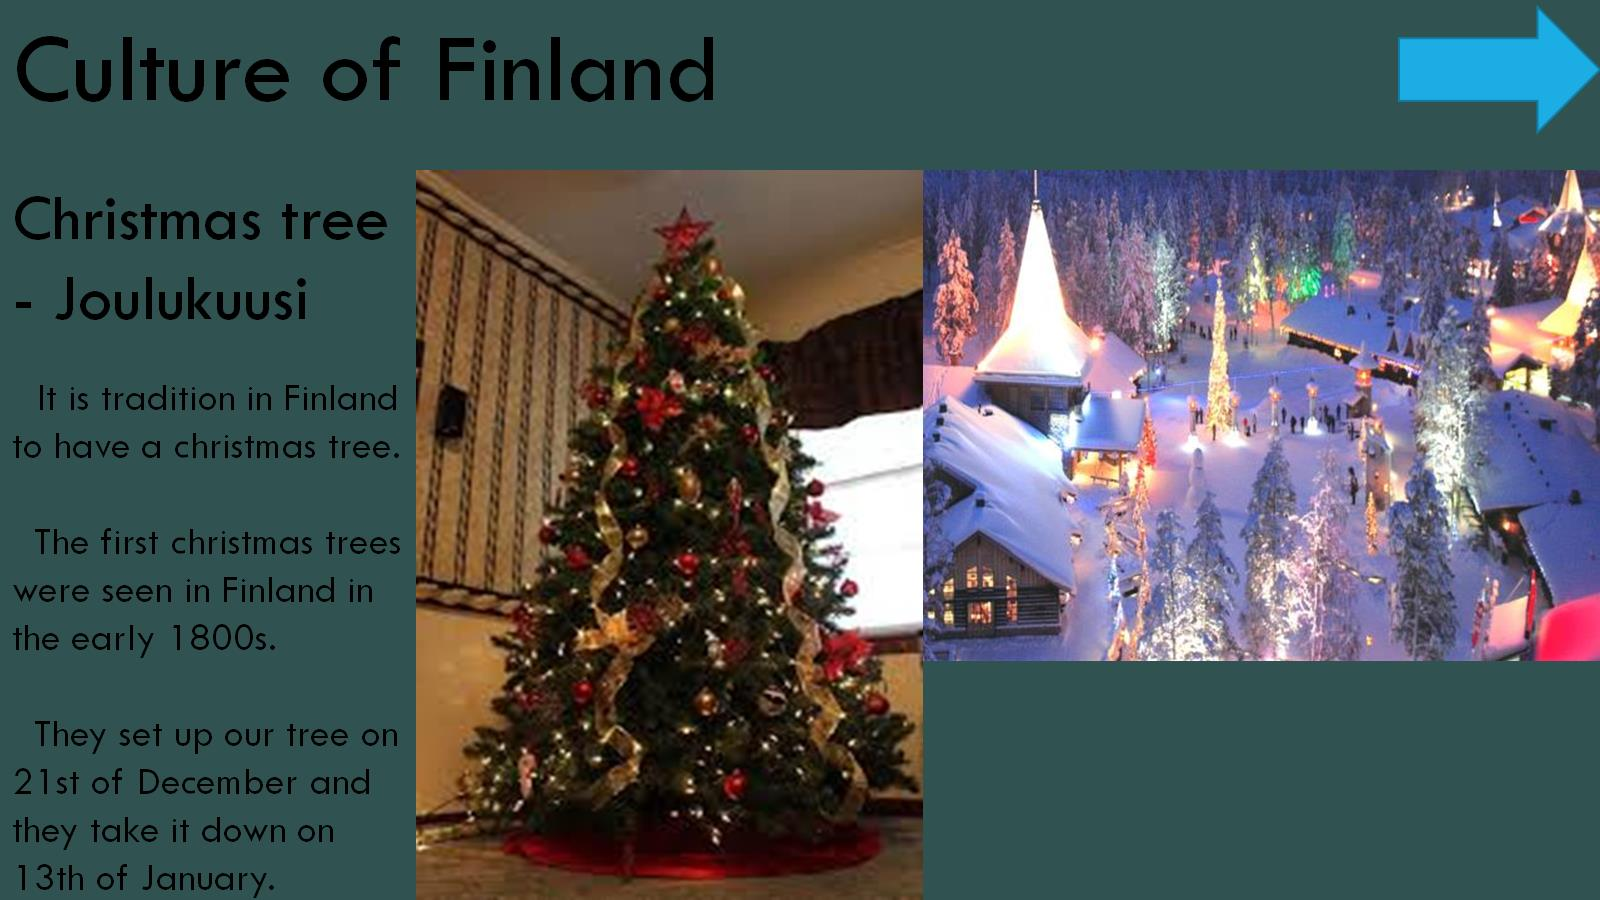 Culture of Finland
Christmas tree
- Joulukuusi
It is tradition in Finland
to have a christmas tree.
The first christmas trees
were seen in Finland in
the early 1800s.
They set up our tree on
21st of December and
they take it down on
13th of January.